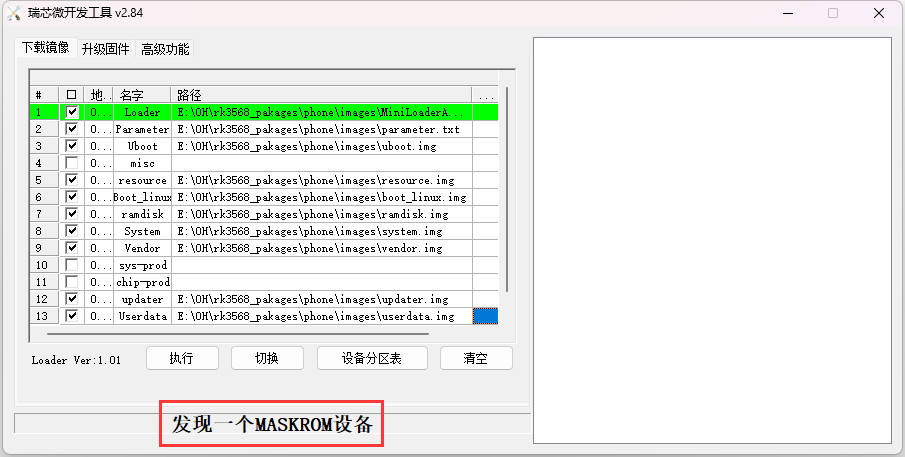 瑞芯微开发工具 v2.84
下载镜像 升级固件 高级功能
# 地.. 名字 路径 ...
1 0... Loader E:\OH\rk3568_pakages\phone\images\MiniLoaderA...
2 0... Parameter E:\OH\rk3568_pakages\phone\images\parameter.txt
3 0... Uboot E:\OH\rk3568_pakages\phone\images\uboot.img
4 0... misc
5 0... resource E:\OH\rk3568_pakages\phone\images\resource.img
6 0... Boot_linux E:\OH\rk3568_pakages\phone\images\boot_linux.img
7 0... ramdisk E:\OH\rk3568_pakages\phone\images\ramdisk.img
8 0... System E:\OH\rk3568_pakages\phone\images\system.img
9 0... Vendor E:\OH\rk3568_pakages\phone\images\vendor.img
10 0... sys-prod
11 0... chip-prod
12 0... updater E:\OH\rk3568_pakages\phone\images\updater.img
13 0... Userdata E:\OH\rk3568_pakages\phone\images\userdata.img
Loader Ver:1.01 执行 切换 设备分区表 清空
发现一个MASKROM设备